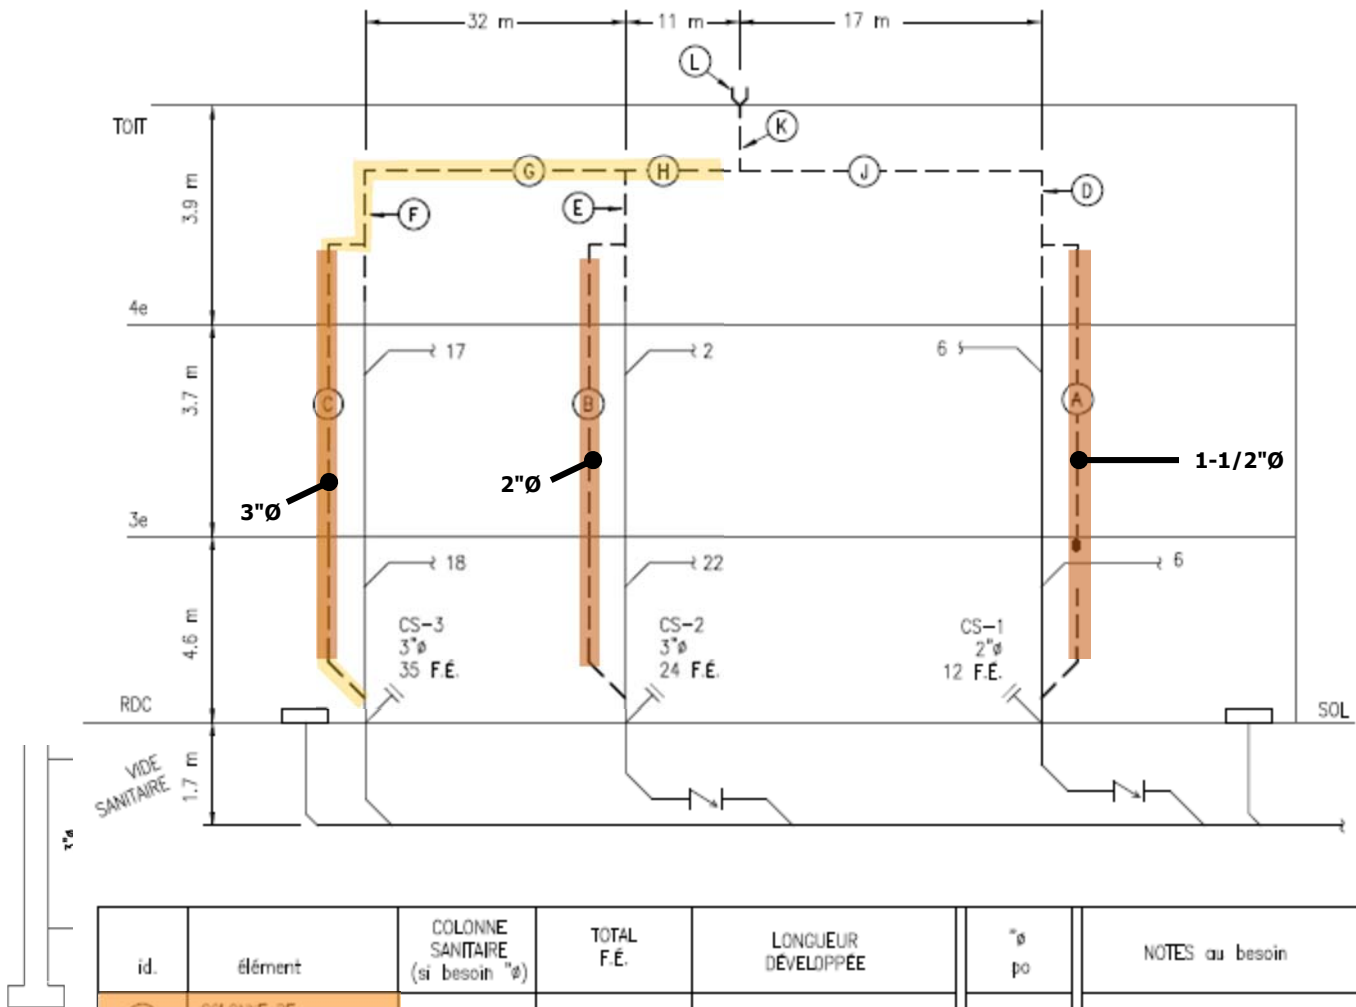 32 m
11 m
17 m
L
TOIT
K
G
H
J
D
3.9 m
F
E
4e
17
2
6
3.7 m
C
B
A
3"Ø
2"Ø
1-1/2"Ø
3e
18
22
6
4.6 m
CS-3
3"ø
35 F.É.
CS-2
3"ø
24 F.É.
CS-1
2"ø
12 F.É.
RDC
SOL
VIDE
SANITAIRE
1.7 m
3"ø
id.
élément
COLONNE
SANITAIRE
(si besoin "ø)
TOTAL
F.É.
LONGUEUR
DÉVELOPPÉE
"ø
po
NOTES au besoin